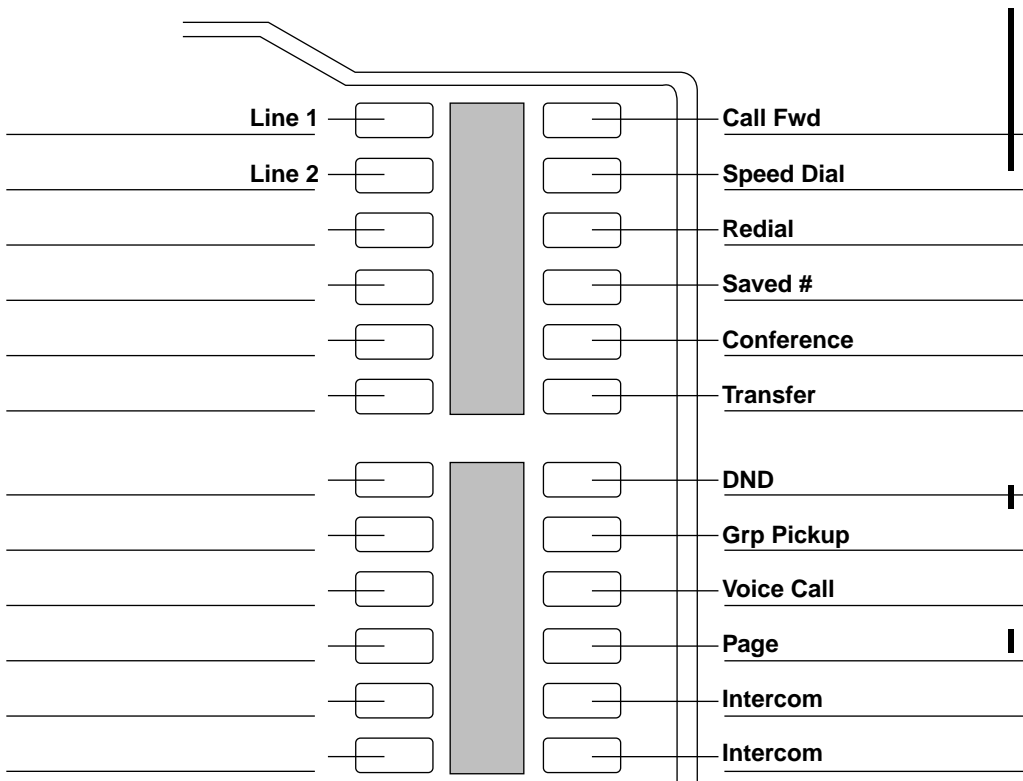 Line 1
Call Fwd
Line 2
Speed Dial
Redial
Saved #
Conference
Transfer
DND
Grp Pickup
Voice Call
Page
Intercom
Intercom